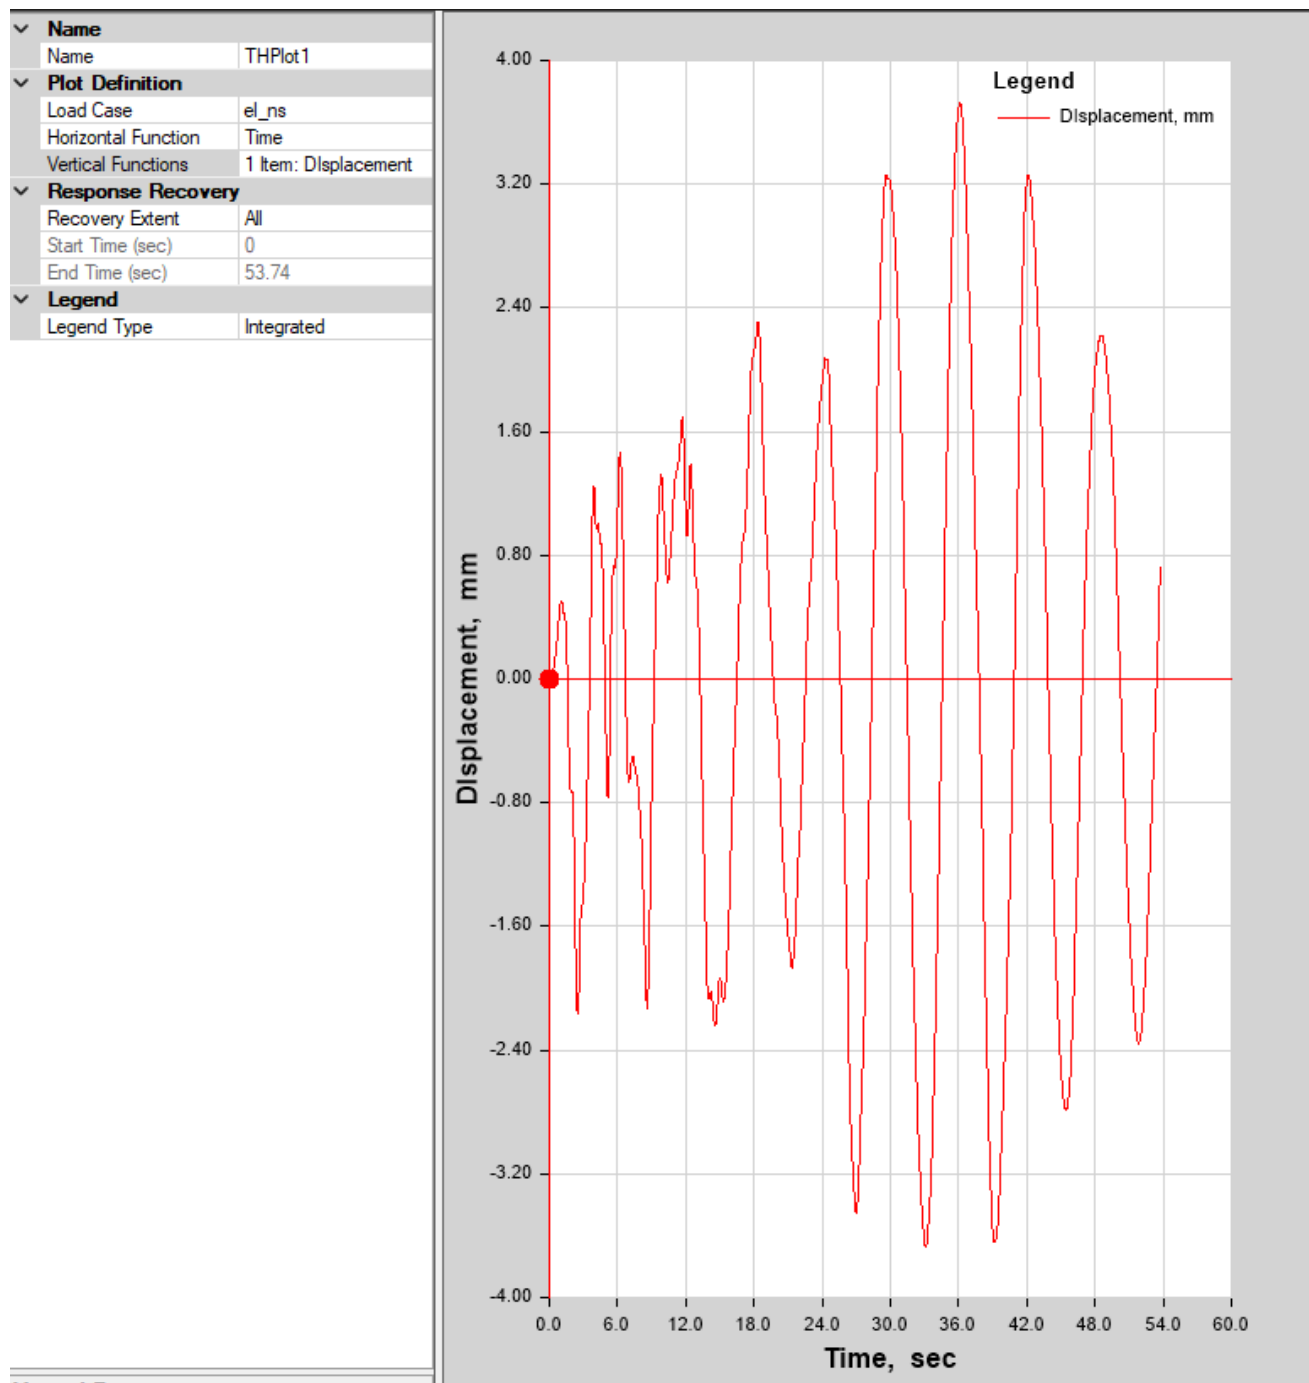 Name
Name THPlot1
Plot Definition
Load Case el_ns
Horizontal Function Time
Vertical Functions 1 Item: DIsplacement
Response Recovery
Recovery Extent All
Start Time (sec) 0
End Time (sec) 53.74
Legend
Legend Type Integrated
Legend
DIsplacement, mm
4.00
3.20
2.40
1.60
0.80
0.00
-0.80
-1.60
-2.40
-3.20
-4.00
DIsplacement, mm
0.0 6.0 12.0 18.0 24.0 30.0 36.0 42.0 48.0 54.0 60.0
Time, sec